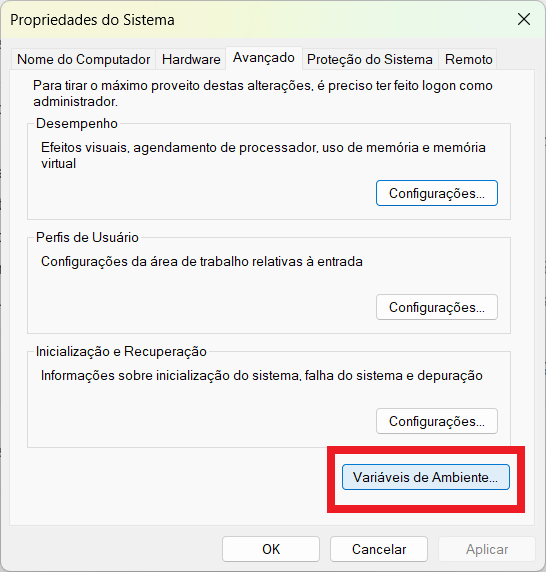 Propriedades do Sistema
Nome do Computador Hardware Avançado Proteção do Sistema Remoto
Para tirar o máximo proveito destas alterações, é preciso ter feito logon como
administrador.
Desempenho
Efeitos visuais, agendamento de processador, uso de memória e memória
virtual
Configurações...
Perfis de Usuário
Configurações da área de trabalho relativas à entrada
Configurações...
Inicialização e Recuperação
Informações sobre inicialização do sistema, falha do sistema e depuração
Configurações...
Variáveis de Ambiente...
OK Cancelar Aplicar